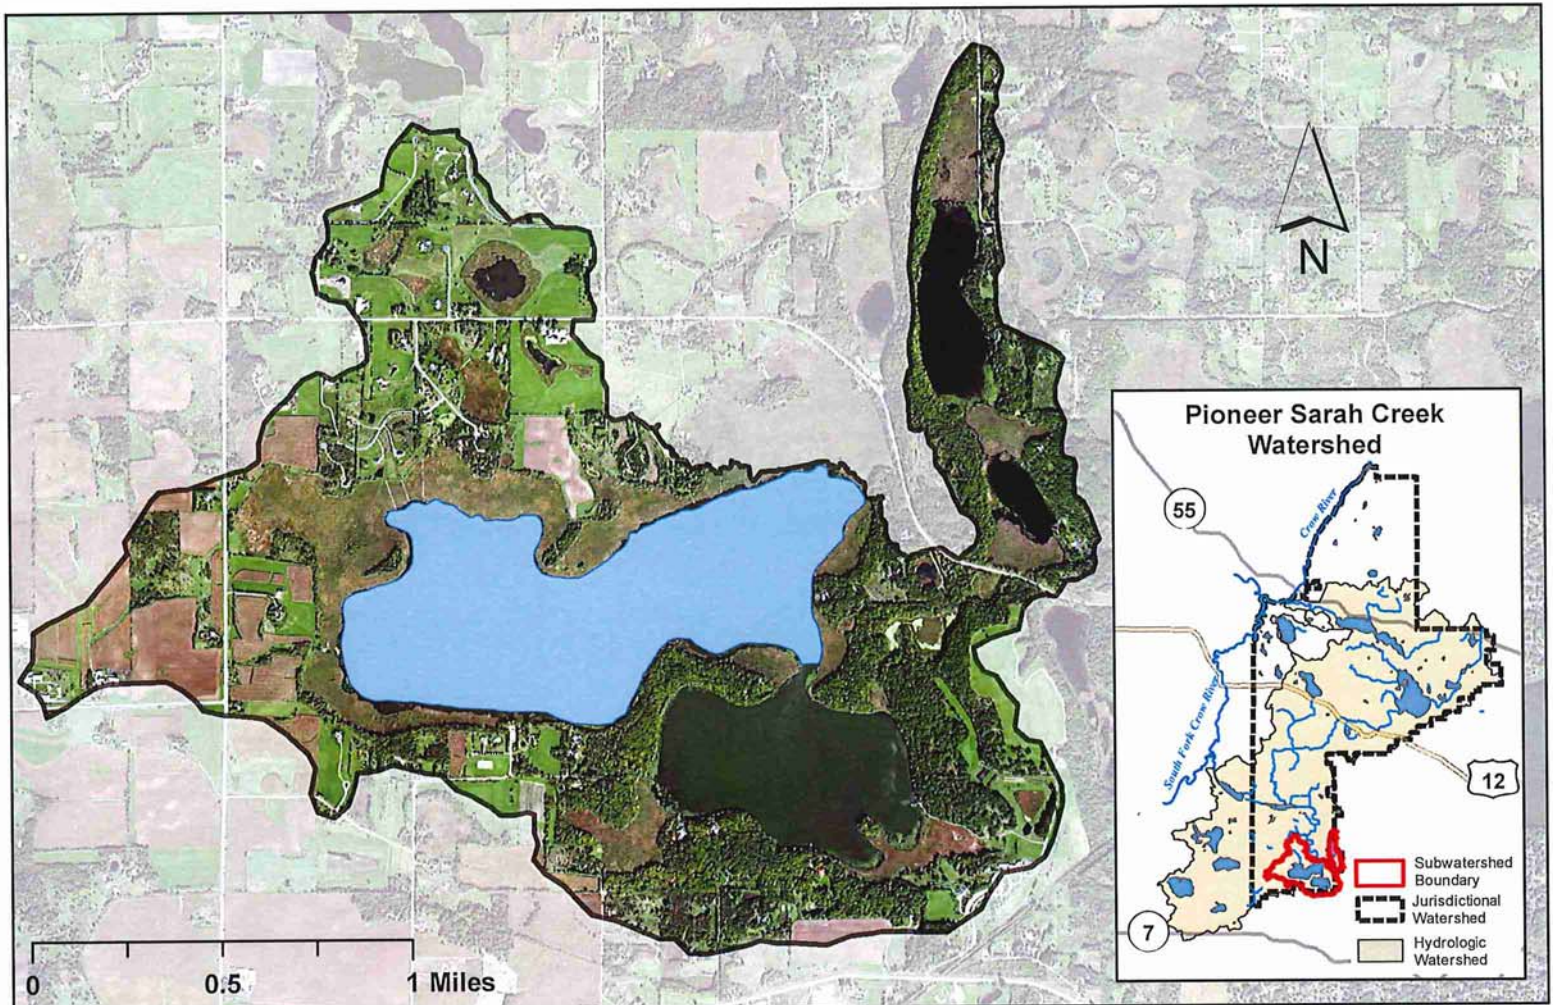 N
Pioneer Sarah Creek
Watershed
55
Crow River
South Fork Crow River
12
7
Subwatershed
Boundary
Jurisdictional
Watershed
Hydrologic
Watershed
0
0.5
1 Miles